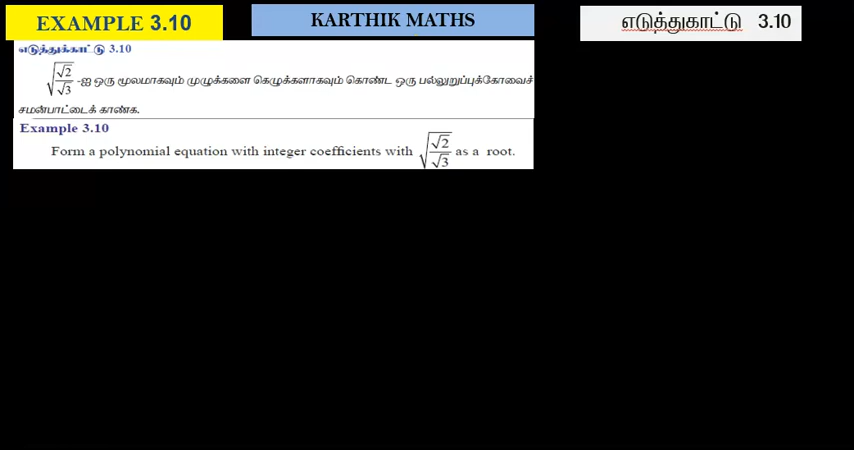 EXAMPLE 3.10
KARTHIK MATHS
எடுத்துகாட்டு 3.10
எடுத்துக்காட்டு 3.10
√(√2/√3) -ஐ ஒரு மூலமாகவும் முழுக்களை கெழுக்களாகவும் கொண்ட ஒரு பல்லுறுப்புக்கோவைச்
சமன்பாட்டைக் காண்க.
Example 3.10
Form a polynomial equation with integer coefficients with √(√2/√3) as a root.